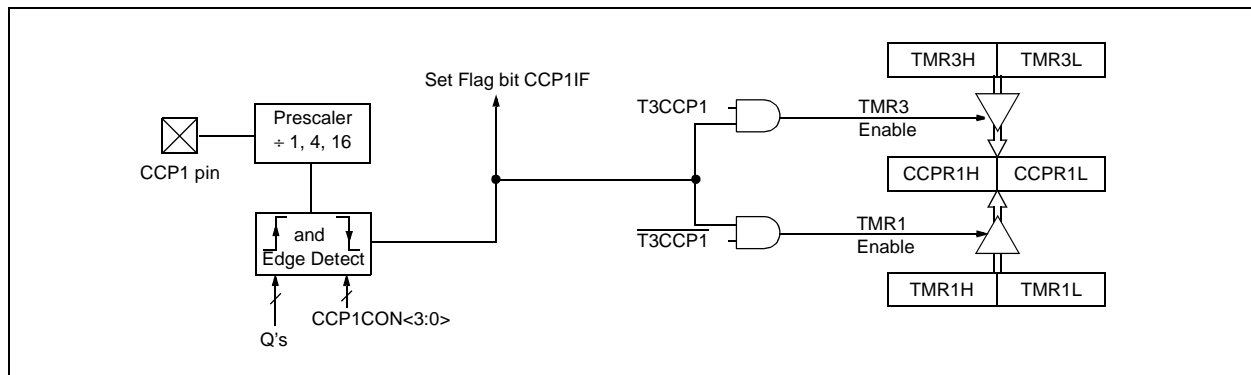 TMR3H TMR3L
Set Flag bit CCP1IF
T3CCP1
TMR3
Enable
Prescaler
÷ 1, 4, 16
CCP1 pin
CCPR1H CCPR1L
and
Edge Detect
T3CCP1
TMR1
Enable
TMR1H TMR1L
CCP1CON<3:0>
Q's